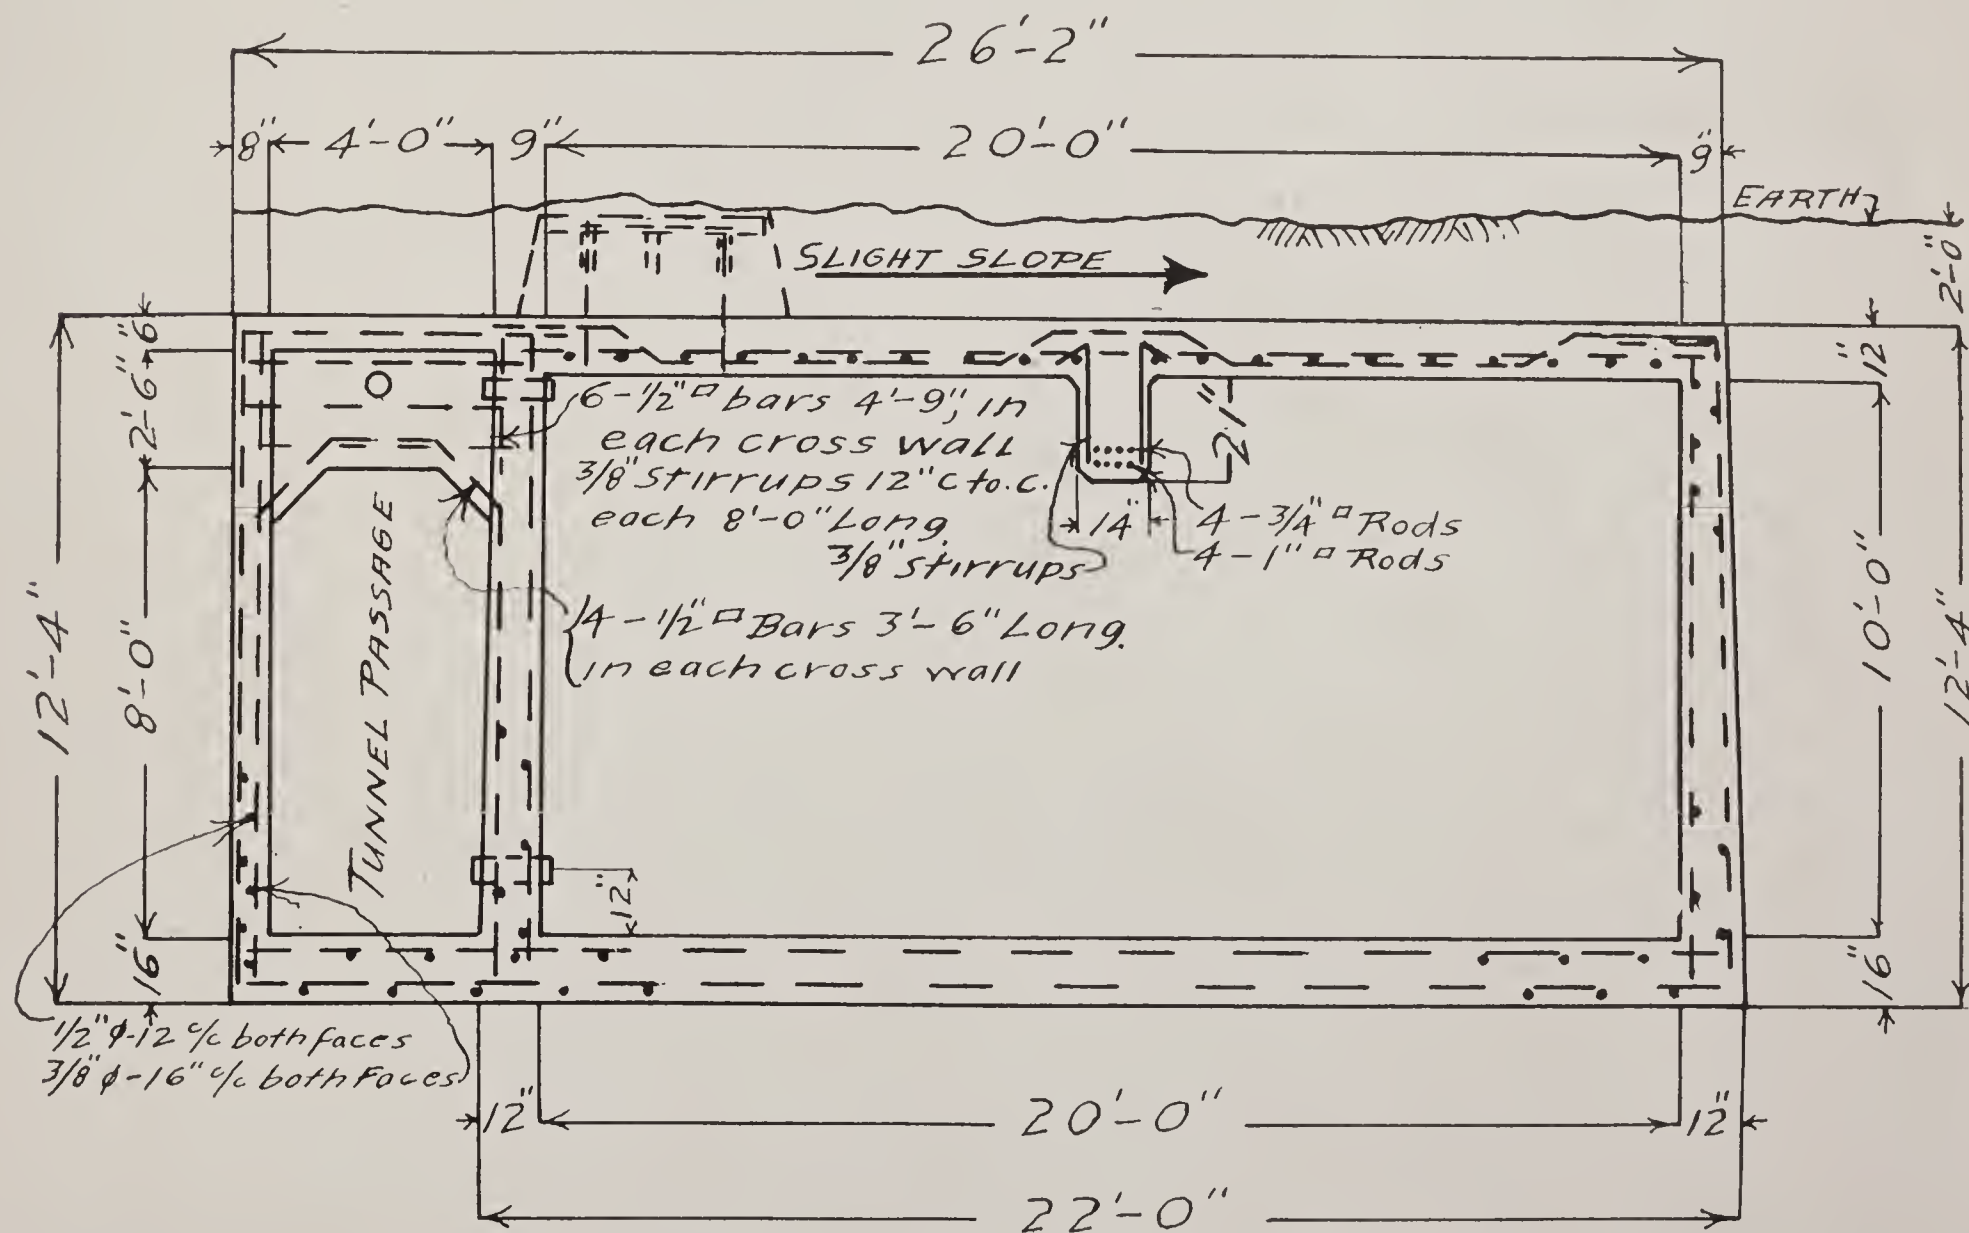 26'-2"
8" 4'-0" 9" 20'-0" 9"
EARTH
SLIGHT SLOPE
2'-0"
6"
2'-6"
12'-4"
8'-0"
16"
TUNNEL PASSAGE
6-1/2"□ bars 4'-9", in
each cross wall
3/8" stirrups 12" c to. c.
each 8'-0" Long.
3/8" stirrups
21"
14"
4-3/4"□ Rods
4-1"□ Rods
4-1/2"□ Bars 3'-6" Long.
in each cross wall
12"
12"
10'-0"
12'-4"
16"
1/2"φ-12 c/c both faces
3/8"φ-16" c/c both Faces
12" 20'-0" 12"
22'-0"